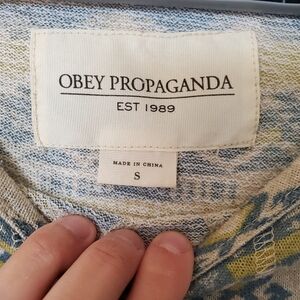 OBEY PROPAGANDA
EST 1989
MADE IN CHINA
S